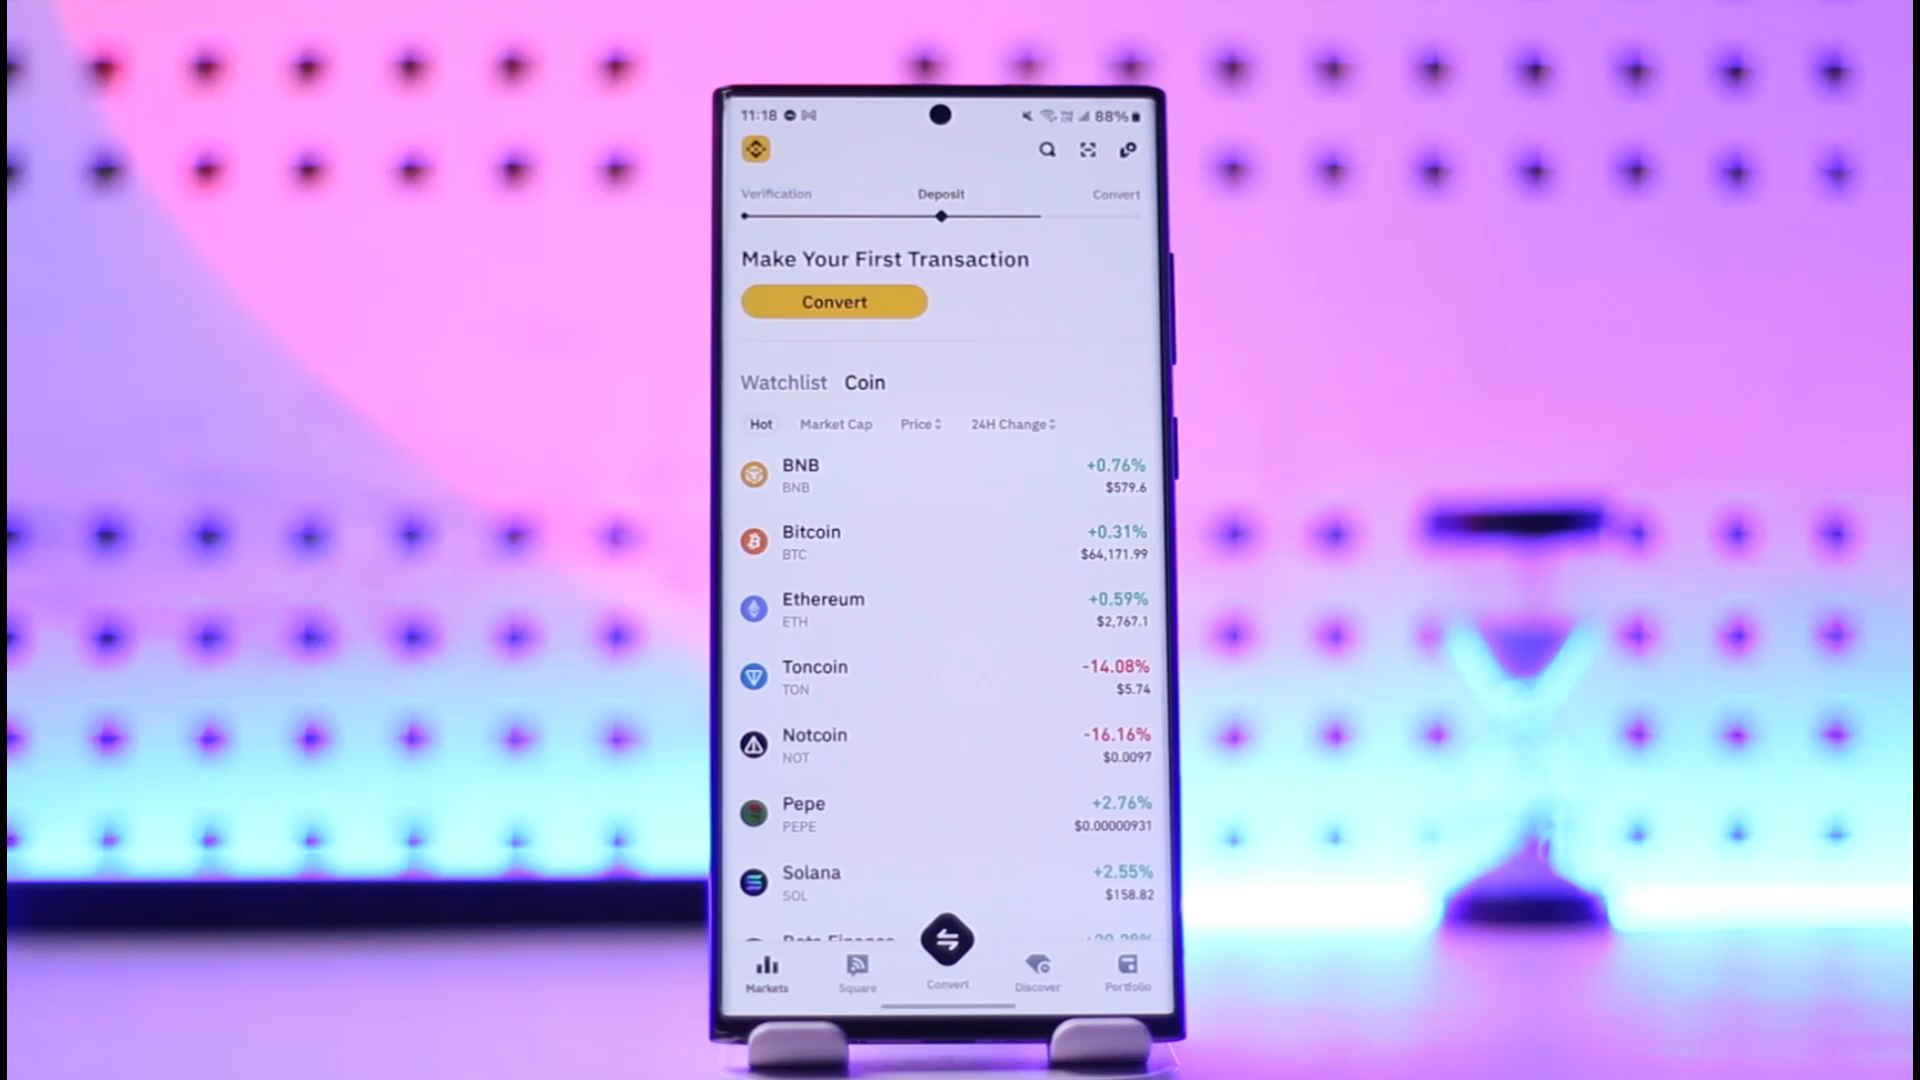 11:18 88%
Verification Deposit Convert
Make Your First Transaction
Convert
Watchlist Coin
Hot Market Cap Price 24H Change
BNB +0.76%
BNB $579.6
Bitcoin +0.31%
BTC $64,171.99
Ethereum +0.59%
ETH $2,767.1
Toncoin -14.08%
TON $5.74
Notcoin -16.16%
NOT $0.0097
Pepe +2.76%
PEPE $0.00000931
Solana +2.55%
SOL $158.82
Markets Square Convert Discover Portfolio